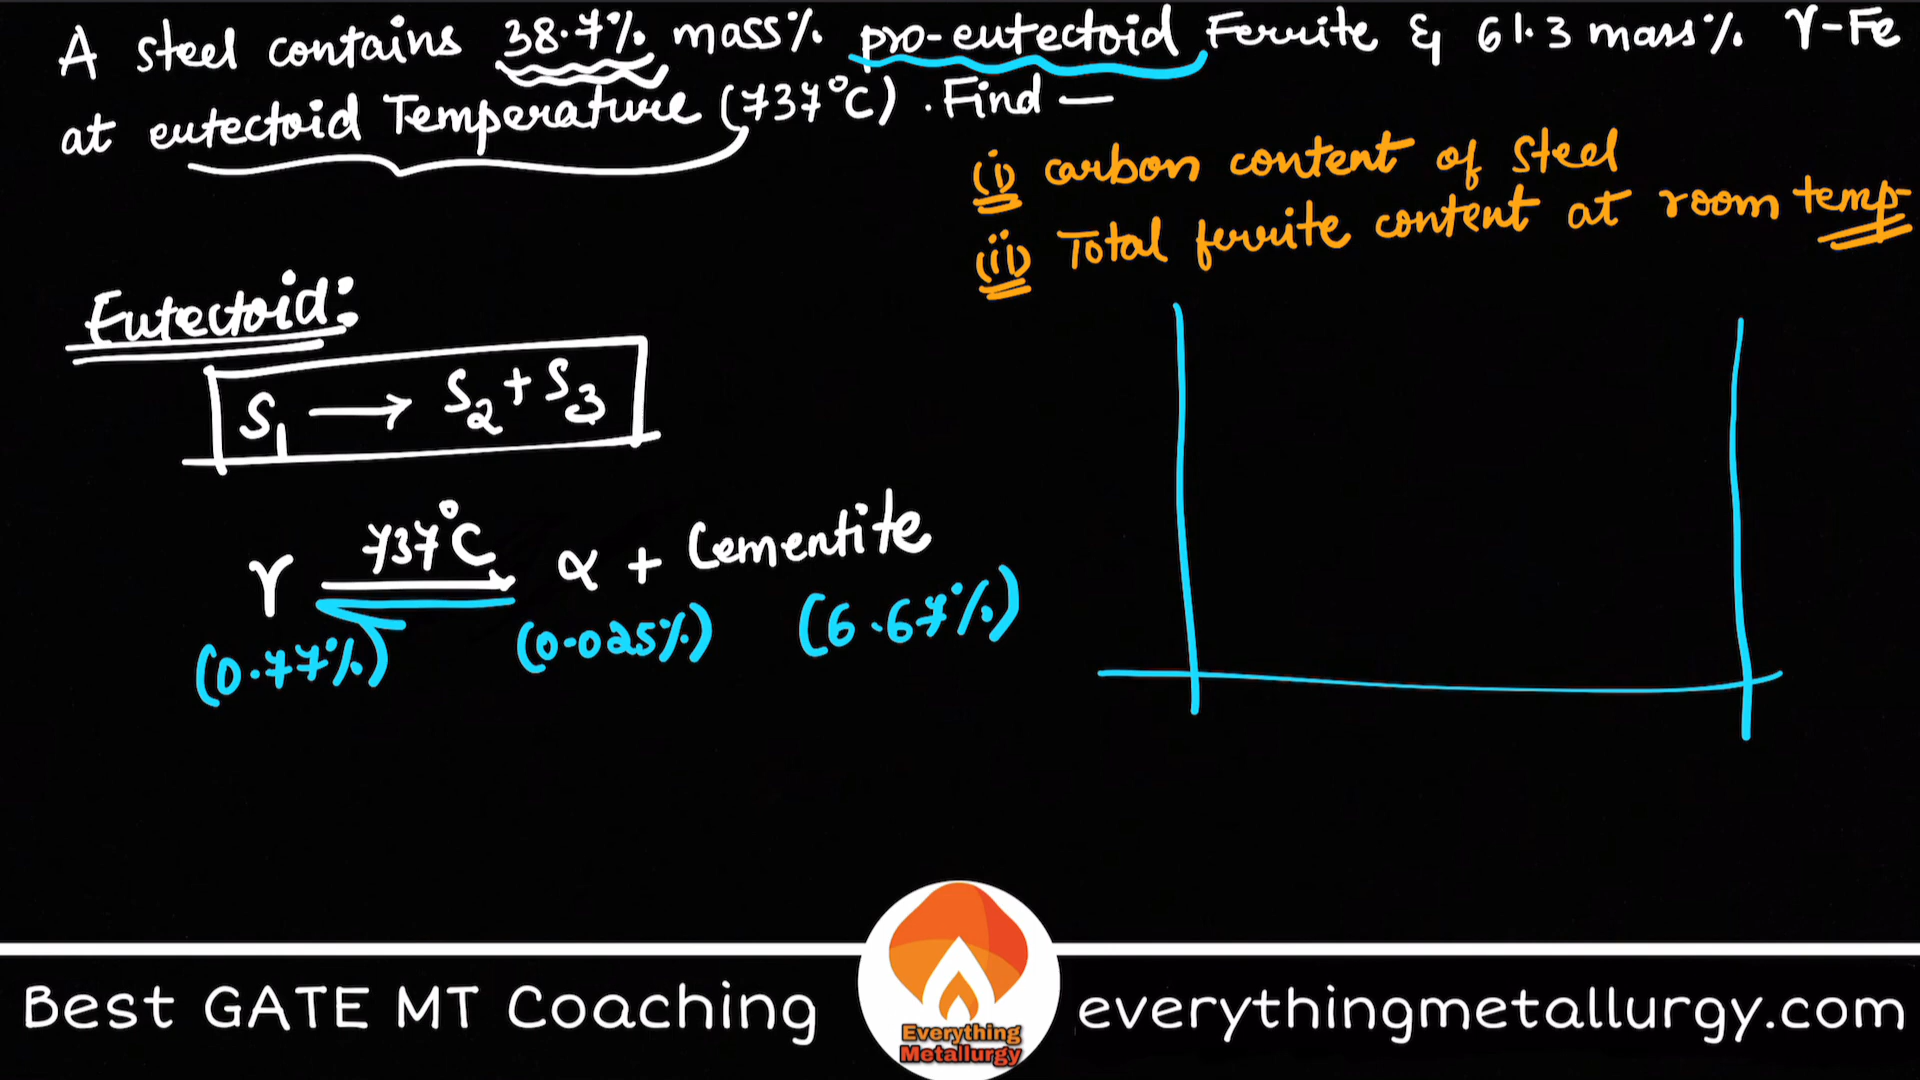 A steel contains 38.7% mass% pro-eutectoid Ferrite & 61.3 mass% γ-Fe
at eutectoid Temperature (737°C). Find —
(i) carbon content of steel
(ii) Total ferrite content at room temp
Eutectoid:
S1 → S2 + S3
γ 737°C α + Cementite
(0.77%) (0.025%) (6.67%)
Best GATE MT Coaching
Everything
Metallurgy
everythingmetallurgy.com